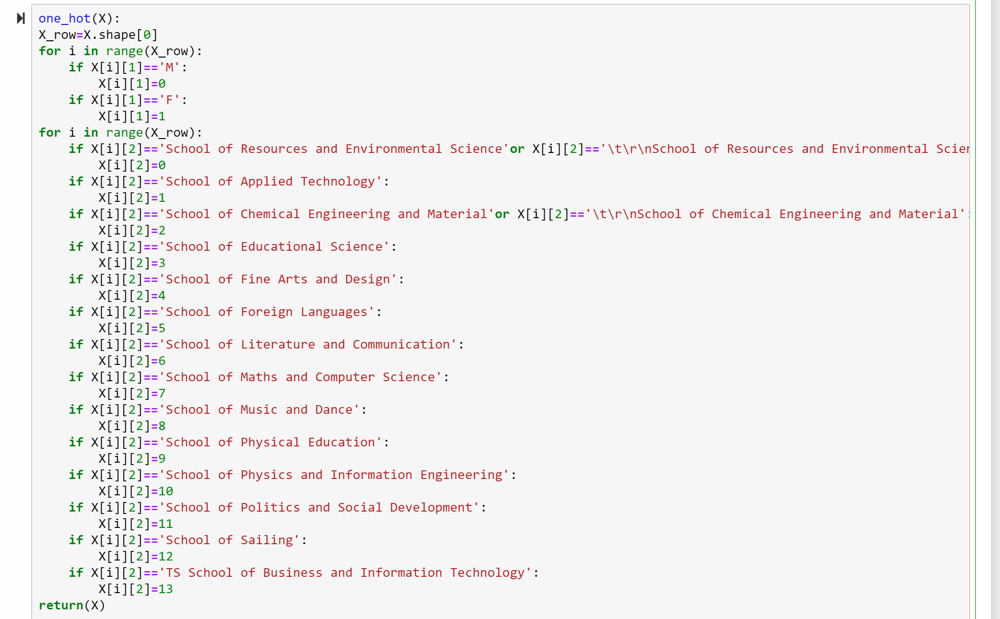 one_hot(X):
X_row=X.shape[0]
for i in range(X_row):
    if X[i][1]=='M':
        X[i][1]=0
    if X[i][1]=='F':
        X[i][1]=1
for i in range(X_row):
    if X[i][2]=='School of Resources and Environmental Science'or X[i][2]=='\t\r\nSchool of Resources and Environmental
        X[i][2]=0
    if X[i][2]=='School of Applied Technology':
        X[i][2]=1
    if X[i][2]=='School of Chemical Engineering and Material'or X[i][2]=='\t\r\nSchool of Chemical Engineering and Material':
        X[i][2]=2
    if X[i][2]=='School of Educational Science':
        X[i][2]=3
    if X[i][2]=='School of Fine Arts and Design':
        X[i][2]=4
    if X[i][2]=='School of Foreign Languages':
        X[i][2]=5
    if X[i][2]=='School of Literature and Communication':
        X[i][2]=6
    if X[i][2]=='School of Maths and Computer Science':
        X[i][2]=7
    if X[i][2]=='School of Music and Dance':
        X[i][2]=8
    if X[i][2]=='School of Physical Education':
        X[i][2]=9
    if X[i][2]=='School of Physics and Information Engineering':
        X[i][2]=10
    if X[i][2]=='School of Politics and Social Development':
        X[i][2]=11
    if X[i][2]=='School of Sailing':
        X[i][2]=12
    if X[i][2]=='TS School of Business and Information Technology':
        X[i][2]=13
return(X)